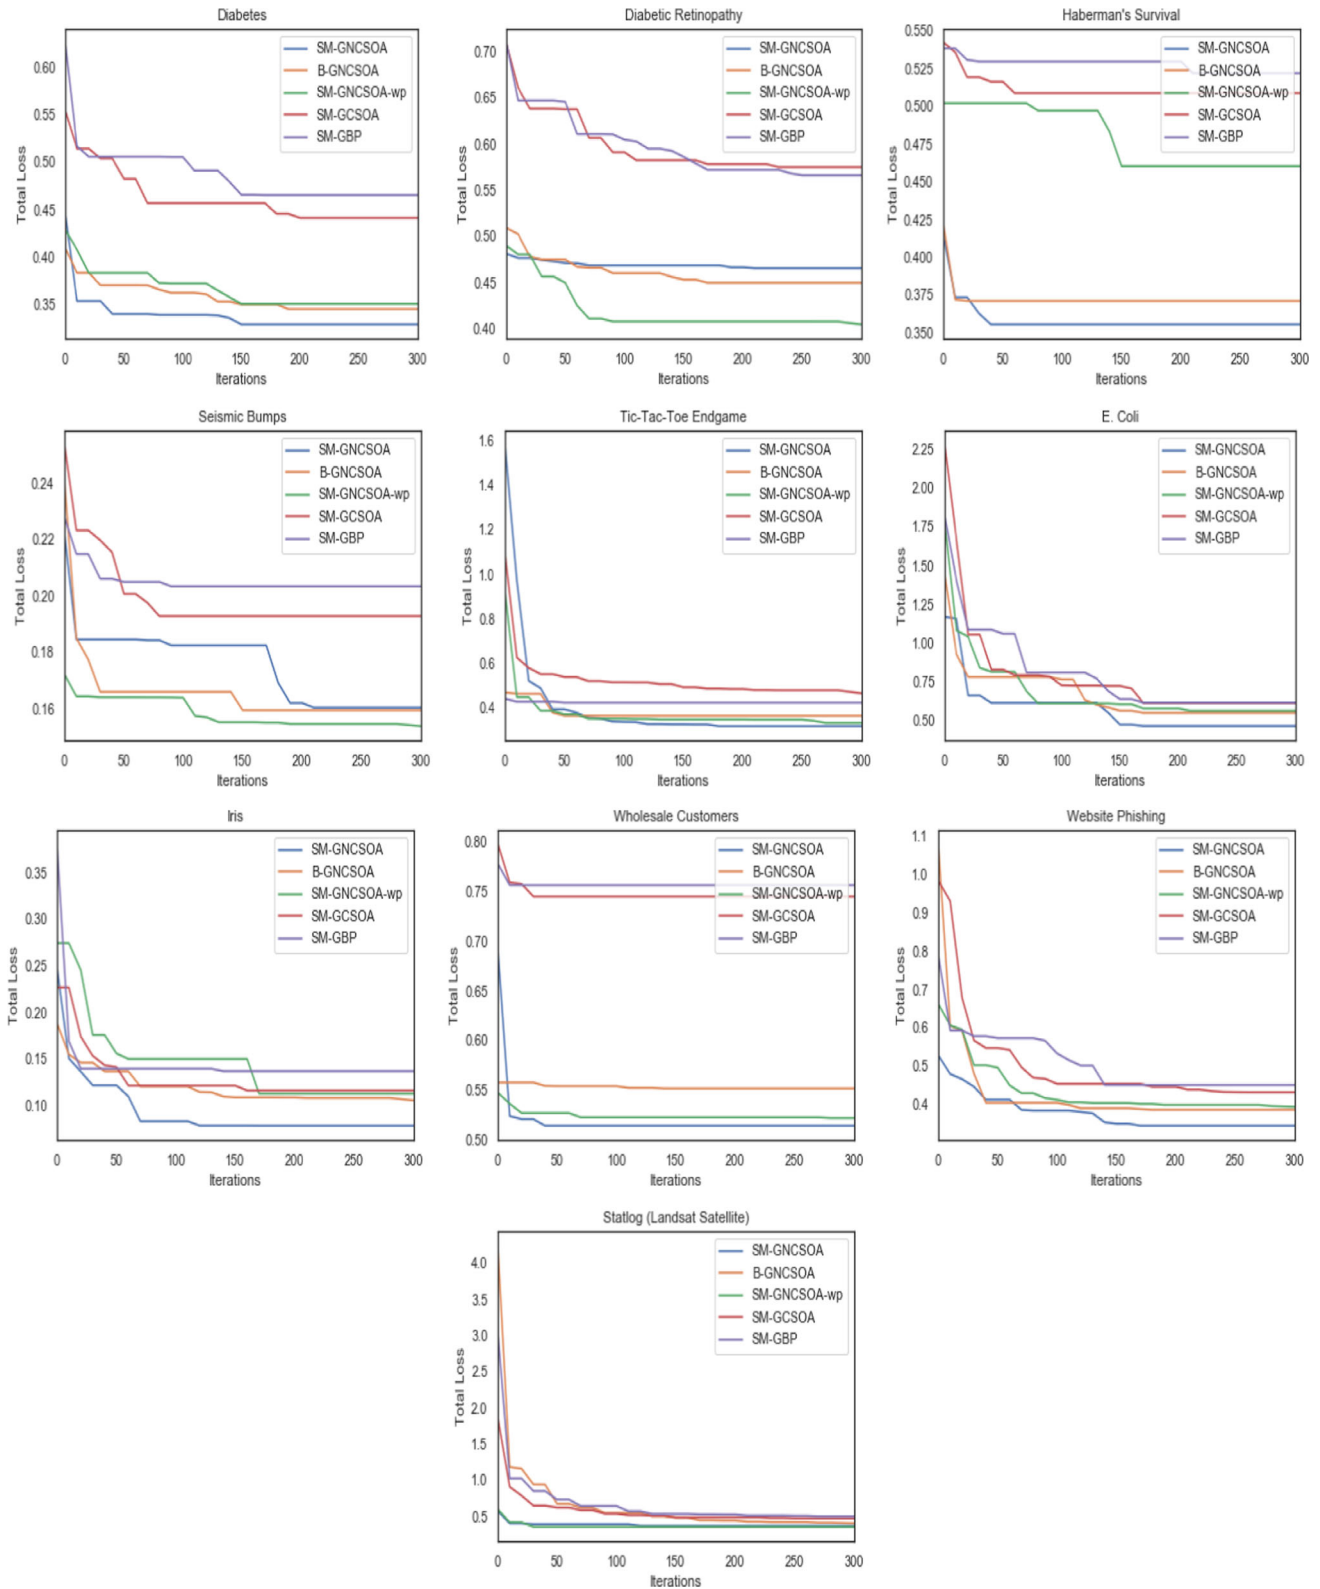 Diabetes
0.60
0.55
0.50
0.45
0.40
0.35
Total Loss
SM-GNCSOA
B-GNCSOA
SM-GNCSOA-wp
SM-GCSOA
SM-GBP
0 50 100 150 200 250 300
Iterations
Diabetic Retinopathy
0.70
0.65
0.60
0.55
0.50
0.45
0.40
Total Loss
SM-GNCSOA
B-GNCSOA
SM-GNCSOA-wp
SM-GCSOA
SM-GBP
0 50 100 150 200 250 300
Iterations
Haberman's Survival
0.550
0.525
0.500
0.475
0.450
0.425
0.400
0.375
0.350
Total Loss
SM-GNCSOA
B-GNCSOA
SM-GNCSOA-wp
SM-GCSOA
SM-GBP
0 50 100 150 200 250 300
Iterations
Seismic Bumps
0.24
0.22
0.20
0.18
0.16
Total Loss
SM-GNCSOA
B-GNCSOA
SM-GNCSOA-wp
SM-GCSOA
SM-GBP
0 50 100 150 200 250 300
Iterations
Tic-Tac-Toe Endgame
1.6
1.4
1.2
1.0
0.8
0.6
0.4
Total Loss
SM-GNCSOA
B-GNCSOA
SM-GNCSOA-wp
SM-GCSOA
SM-GBP
0 50 100 150 200 250 300
Iterations
E. Coli
2.25
2.00
1.75
1.50
1.25
1.00
0.75
0.50
Total Loss
SM-GNCSOA
B-GNCSOA
SM-GNCSOA-wp
SM-GCSOA
SM-GBP
0 50 100 150 200 250 300
Iterations
Iris
0.35
0.30
0.25
0.20
0.15
0.10
Total Loss
SM-GNCSOA
B-GNCSOA
SM-GNCSOA-wp
SM-GCSOA
SM-GBP
0 50 100 150 200 250 300
Iterations
Wholesale Customers
0.80
0.75
0.70
0.65
0.60
0.55
0.50
Total Loss
SM-GNCSOA
B-GNCSOA
SM-GNCSOA-wp
SM-GCSOA
SM-GBP
0 50 100 150 200 250 300
Iterations
Website Phishing
1.1
1.0
0.9
0.8
0.7
0.6
0.5
0.4
Total Loss
SM-GNCSOA
B-GNCSOA
SM-GNCSOA-wp
SM-GCSOA
SM-GBP
0 50 100 150 200 250 300
Iterations
Statlog (Landsat Satellite)
4.0
3.5
3.0
2.5
2.0
1.5
1.0
0.5
Total Loss
SM-GNCSOA
B-GNCSOA
SM-GNCSOA-wp
SM-GCSOA
SM-GBP
0 50 100 150 200 250 300
Iterations